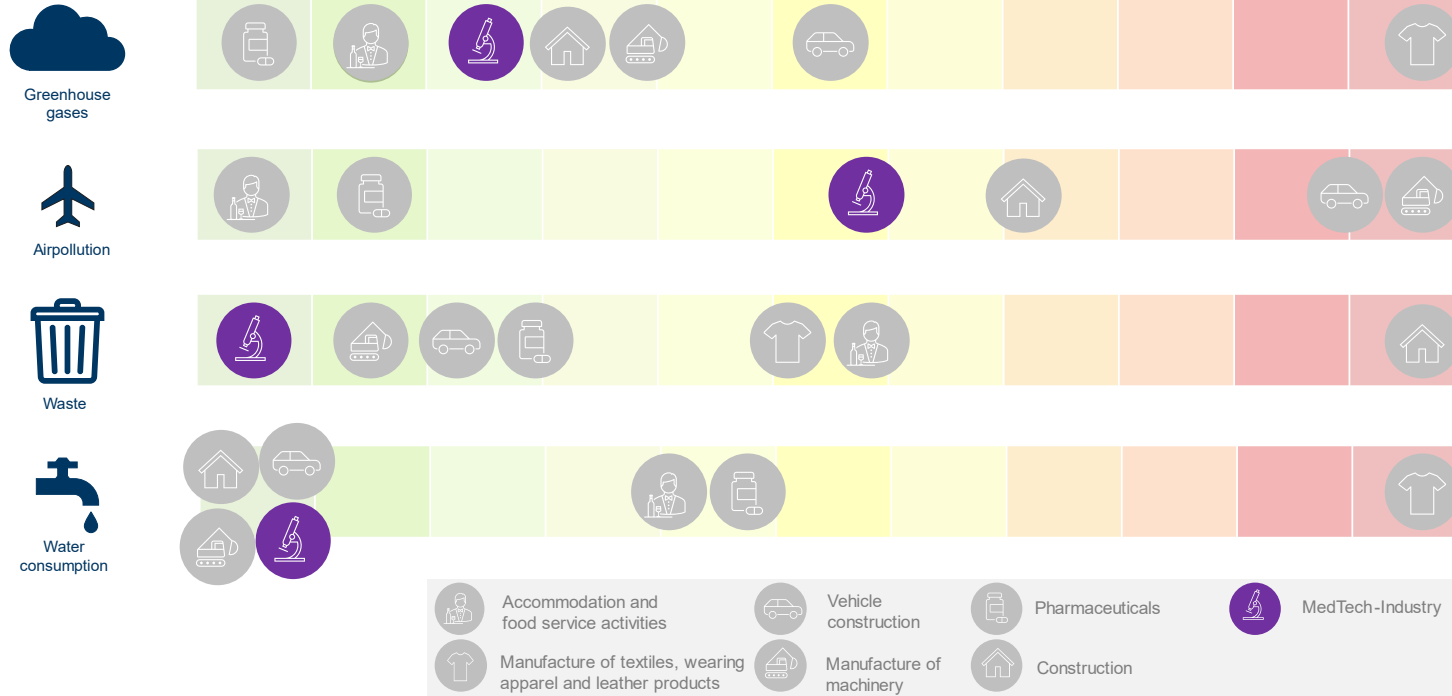 Greenhouse
gases
Airpollution
Waste
Water
consumption
Accommodation and
food service activities
Vehicle
construction
Pharmaceuticals
MedTech-Industry
Manufacture of textiles, wearing
apparel and leather products
Manufacture of
machinery
Construction